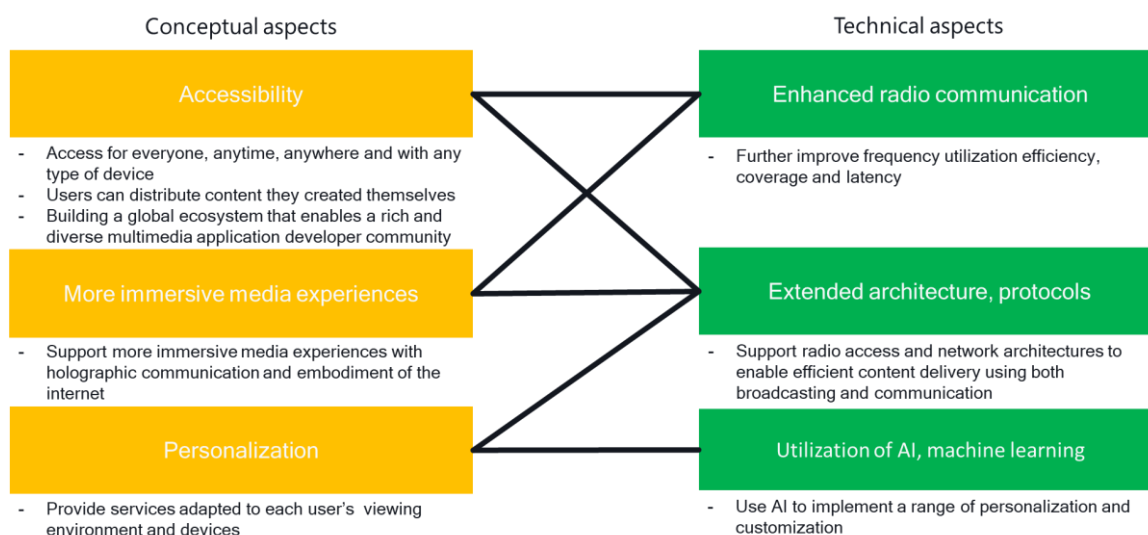 Conceptual aspects
Technical aspects
Accessibility
- Access for everyone, anytime, anywhere and with any
type of device
- Users can distribute content they created themselves
- Building a global ecosystem that enables a rich and
diverse multimedia application developer community
Enhanced radio communication
- Further improve frequency utilization efficiency,
coverage and latency
More immersive media experiences
- Support more immersive media experiences with
holographic communication and embodiment of the
internet
Extended architecture, protocols
- Support radio access and network architectures to
enable efficient content delivery using both
broadcasting and communication
Personalization
- Provide services adapted to each user's viewing
environment and devices
Utilization of AI, machine learning
- Use AI to implement a range of personalization and
customization